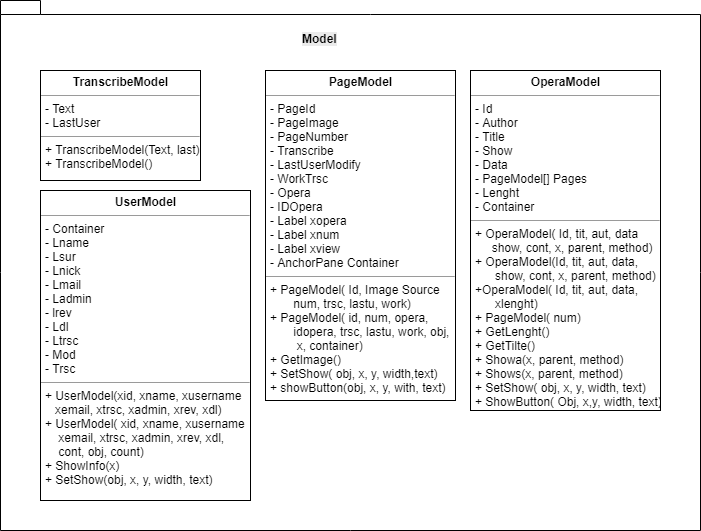 Model
TranscribeModel
- Text
- LastUser
+ TranscribeModel(Text, last)
+ TranscribeModel()
UserModel
- Container
- Lname
- Lsur
- Lnick
- Lmail
- Ladmin
- lrev
- Ldl
- Ltrsc
- Mod
- Trsc
+ UserModel(xid, xname, xusername
xemail, xtrsc, xadmin, xrev, xdl)
+ UserModel( xid, xname, xusername
xemail, xtrsc, xadmin, xrev, xdl,
cont, obj, count)
+ ShowInfo(x)
+ SetShow(obj, x, y, width, text)
PageModel
- PageId
- PageImage
- PageNumber
- Transcribe
- LastUserModify
- WorkTrsc
- Opera
- IDOpera
- Label xopera
- Label xnum
- Label xview
- AnchorPane Container
+ PageModel( Id, Image Source
num, trsc, lastu, work)
+ PageModel( id, num, opera,
idopera, trsc, lastu, work, obj,
x, container)
+ GetImage()
+ SetShow( obj, x, y, width,text)
+ showButton(obj, x, y, with, text)
OperaModel
- Id
- Author
- Title
- Show
- Data
- PageModel[] Pages
- Lenght
- Container
+ OperaModel( Id, tit, aut, data
show, cont, x, parent, method)
+ OperaModel(Id, tit, aut, data,
show, cont, x, parent, method)
+OperaModel( Id, tit, aut, data,
xlenght)
+ PageModel( num)
+ GetLenght()
+ GetTilte()
+ Showa(x, parent, method)
+ Shows(x, parent, method)
+ SetShow( obj, x, y, width, text)
+ ShowButton( Obj, x,y, width, text)